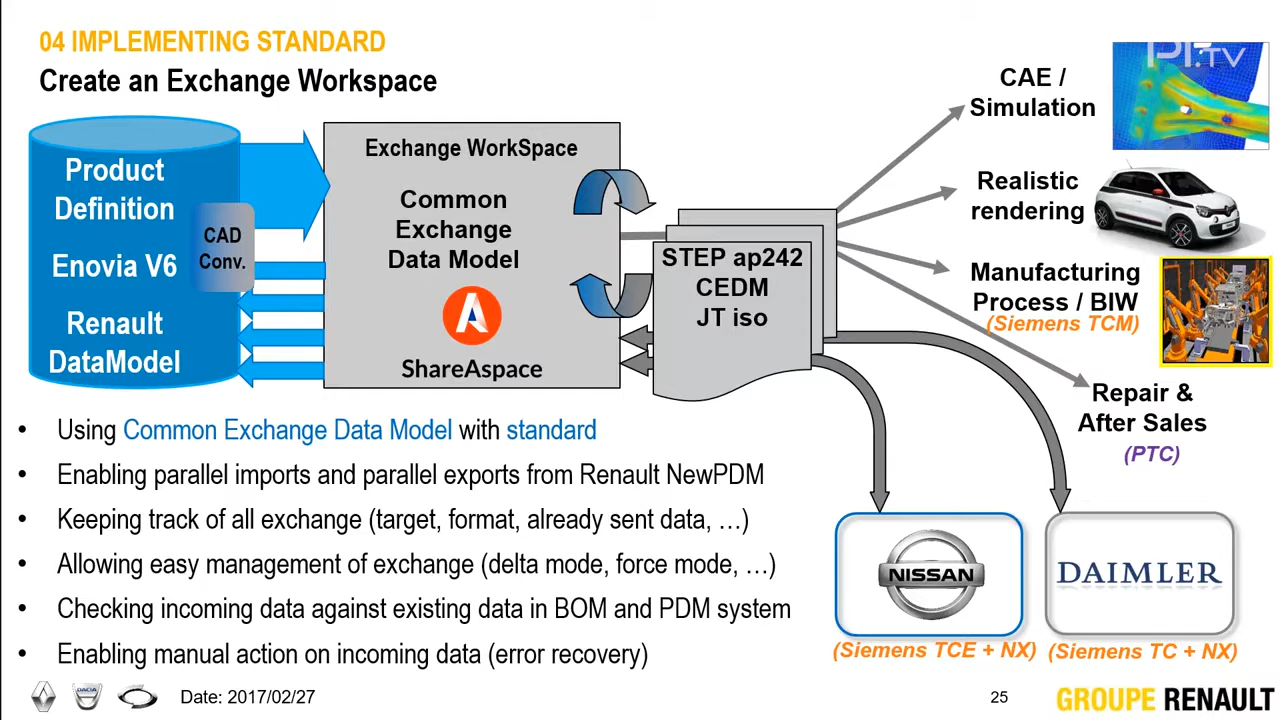 04 IMPLEMENTING STANDARD
Create an Exchange Workspace
Product
Definition
Enovia V6
Renault
DataModel
CAD
Conv.
Exchange WorkSpace
Common
Exchange
Data Model
ShareAspace
STEP ap242
CEDM
JT iso
CAE /
Simulation
Realistic
rendering
Manufacturing
Process / BIW
(Siemens TCM)
Repair &
After Sales
(PTC)
• Using Common Exchange Data Model with standard
• Enabling parallel imports and parallel exports from Renault NewPDM
• Keeping track of all exchange (target, format, already sent data, …)
• Allowing easy management of exchange (delta mode, force mode, …)
• Checking incoming data against existing data in BOM and PDM system
• Enabling manual action on incoming data (error recovery)
NISSAN
(Siemens TCE + NX)
DAIMLER
(Siemens TC + NX)
DACIA
Date: 2017/02/27
25
GROUPE RENAULT